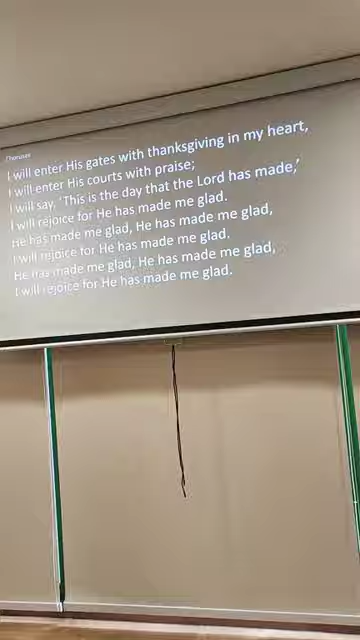 Thorazon
I will enter His gates with thanksgiving in my heart,
I will enter His courts with praise;
I will say, 'This is the day that the Lord has made,'
I will rejoice for He has made me glad.
He has made me glad, He has made me glad,
I will rejoice for He has made me glad.
He has made me glad, He has made me glad,
I will rejoice for He has made me glad.